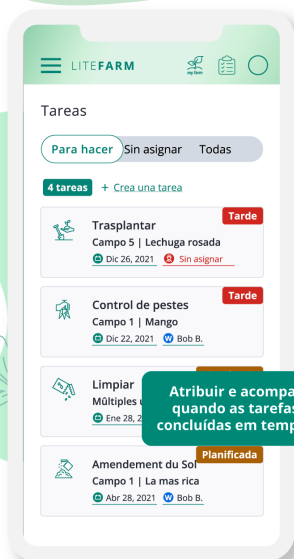 LITEFARM
my farm
Tareas
Para hacer Sin asignar Todas
4 tareas + Crea una tarea
Tarde
Trasplantar
Campo 5 | Lechuga rosada
Dic 26, 2021 Sin asignar
Tarde
Control de pestes
Campo 1 | Mango
Dic 22, 2021 W Bob B.
Limpiar
Múltiples
Ene 28, 2
Atribuir e acompa
quando as tarefas
concluídas em temp
Planificada
Amendement du Sol
Campo 1 | La mas rica
Abr 28, 2021 W Bob B.